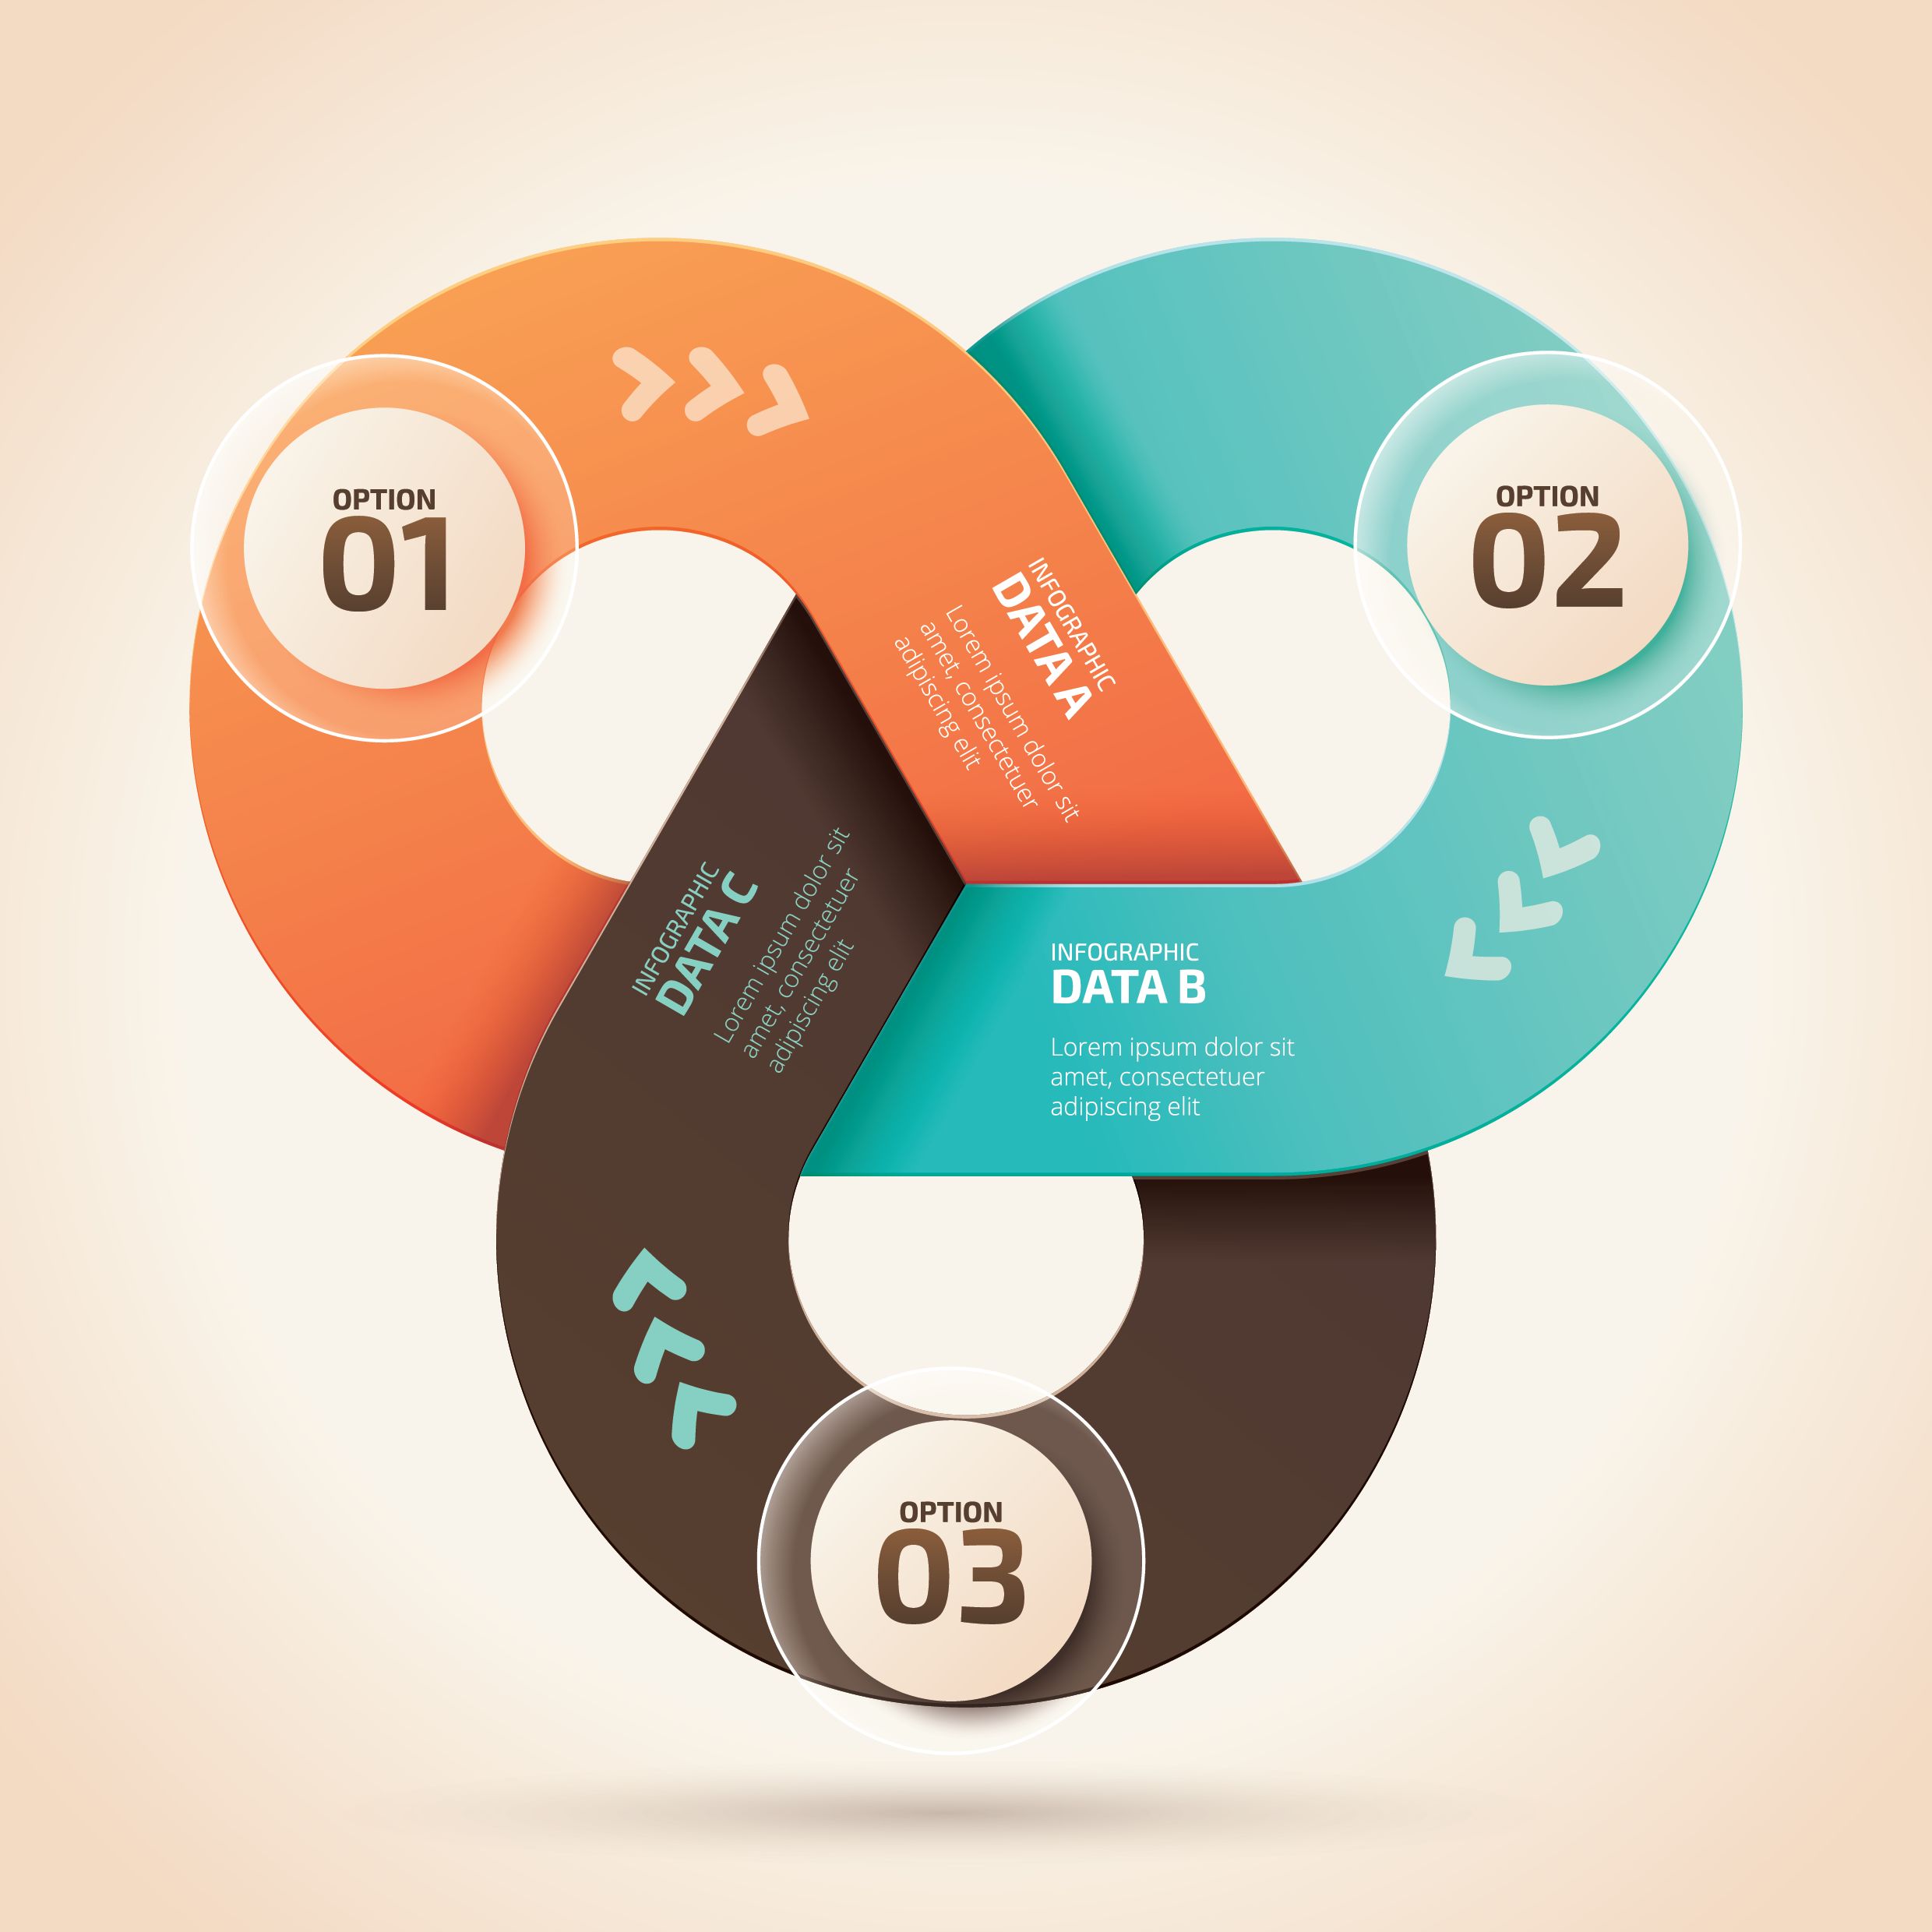 OPTION
01
OPTION
02
INFOGRAPHIC
DATA A
Lorem ipsum dolor sit
amet, consectetuer
adipiscing elit
INFOGRAPHIC
DATA C
Lorem ipsum dolor sit
amet, consectetuer
adipiscing elit
INFOGRAPHIC
DATA B
Lorem ipsum dolor sit
amet, consectetuer
adipiscing elit
OPTION
03